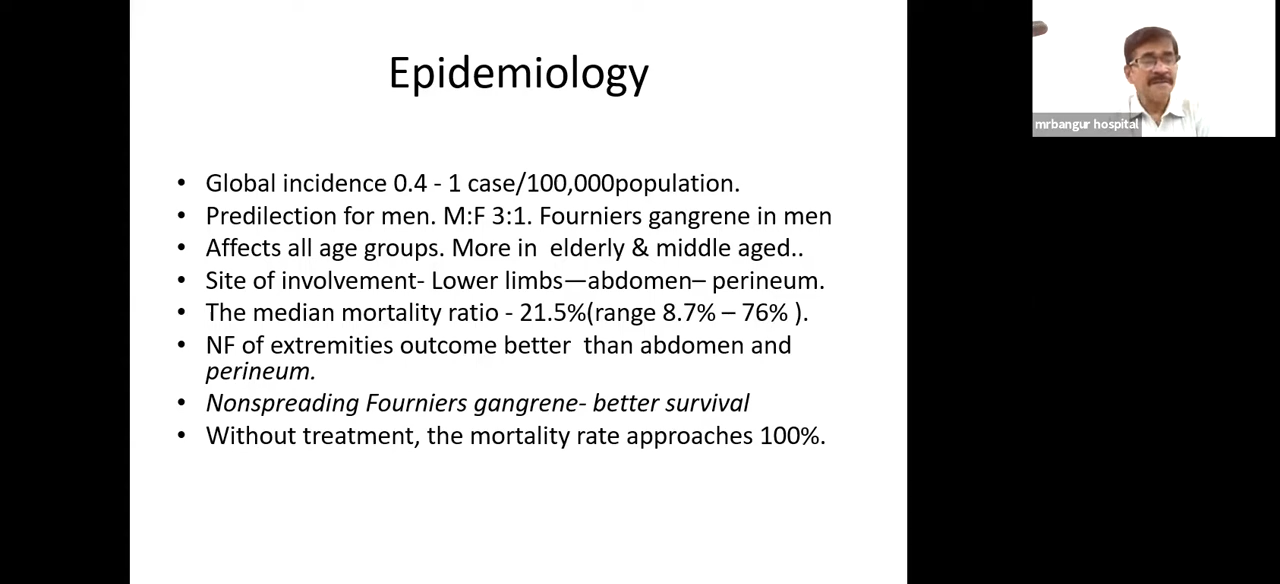 Epidemiology
mrbangur hospital
• Global incidence 0.4 - 1 case/100,000population.
• Predilection for men. M:F 3:1. Fourniers gangrene in men
• Affects all age groups. More in  elderly & middle aged..
• Site of involvement- Lower limbs—abdomen– perineum.
• The median mortality ratio - 21.5%(range 8.7% – 76% ).
• NF of extremities outcome better  than abdomen and
perineum.
• Nonspreading Fourniers gangrene- better survival
• Without treatment, the mortality rate approaches 100%.